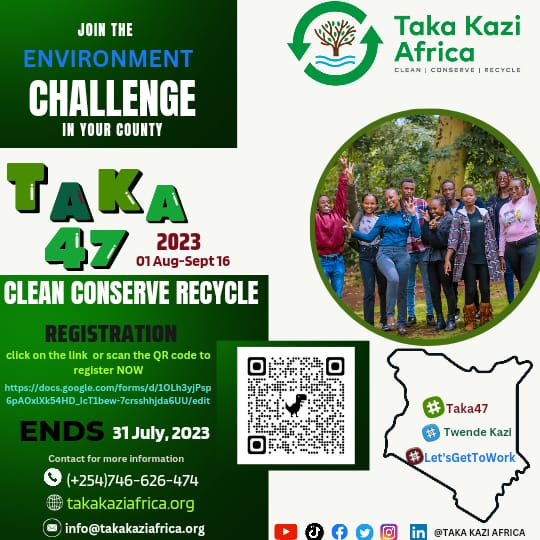 JOIN THE
ENVIRONMENT
CHALLENGE
IN YOUR COUNTY
Taka Kazi
Africa
CLEAN | CONSERVE | RECYCLE
TAKA
47
2023
01 Aug-Sept 16
CLEAN CONSERVE RECYCLE
REGISTRATION
click on the link or scan the QR code to
register NOW
https://docs.google.com/forms/d/1OLh3yjPsp
6pAOxlXk54HD_IcT1bew-7crsshhjda6UU/edit
ENDS 31 July, 2023
Contact for more information
(+254)746-626-474
takakaziafrica.org
info@takakaziafrica.org
#Taka47
# Twende Kazi
#Let'sGetToWork
@TAKA KAZI AFRICA